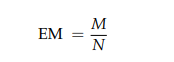 EM = M/N